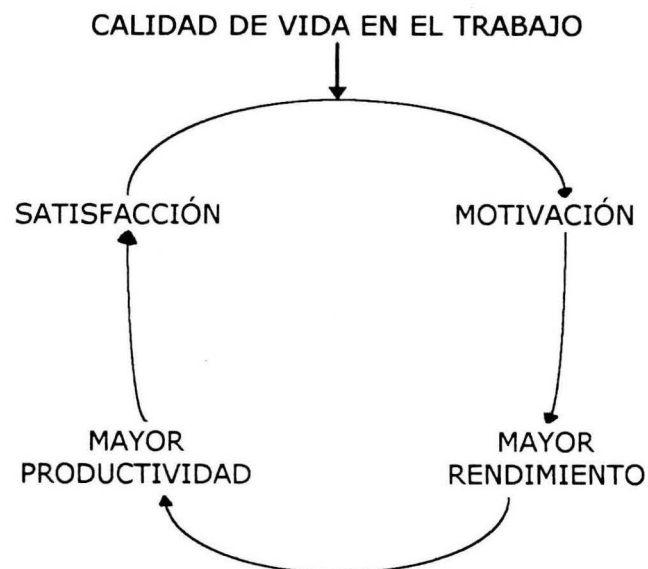 CALIDAD DE VIDA EN EL TRABAJO
SATISFACCIÓN
MOTIVACIÓN
MAYOR
PRODUCTIVIDAD
MAYOR
RENDIMIENTO